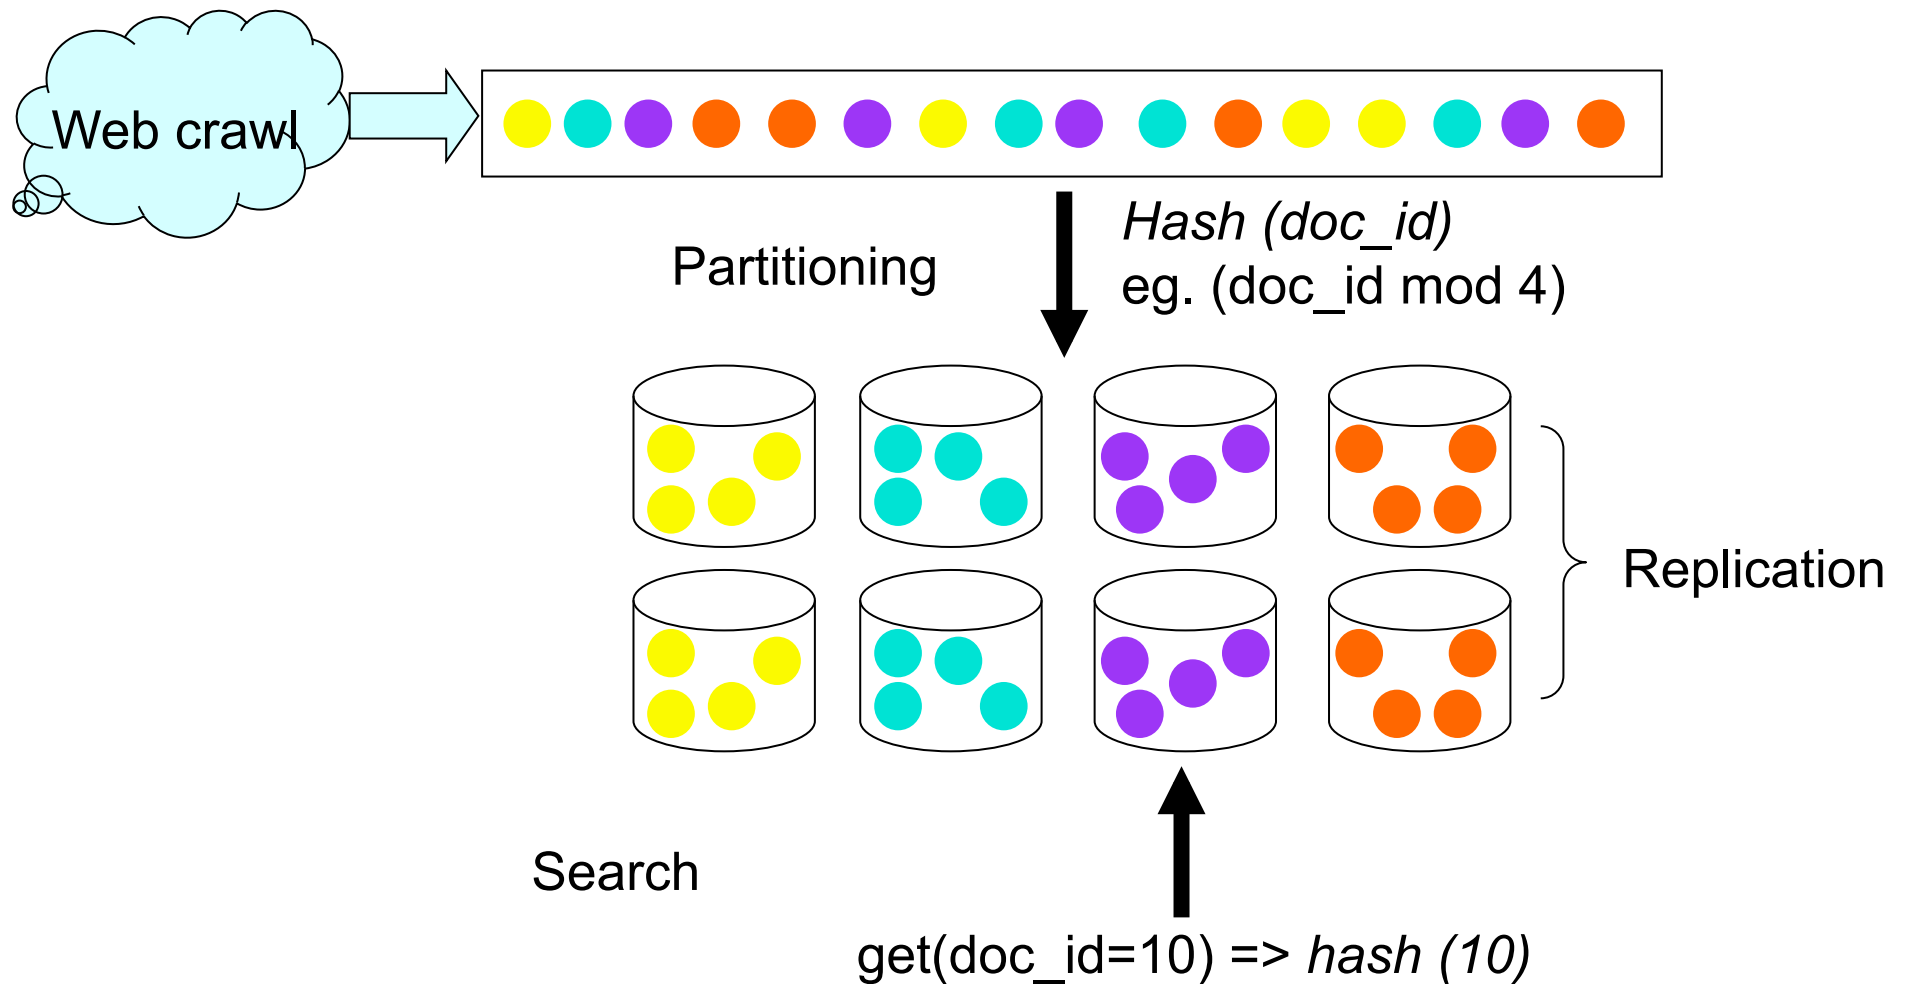 Web crawl
Hash (doc_id)
Partitioning
eg. (doc_id mod 4)
Replication
Search
get(doc_id=10) => hash (10)